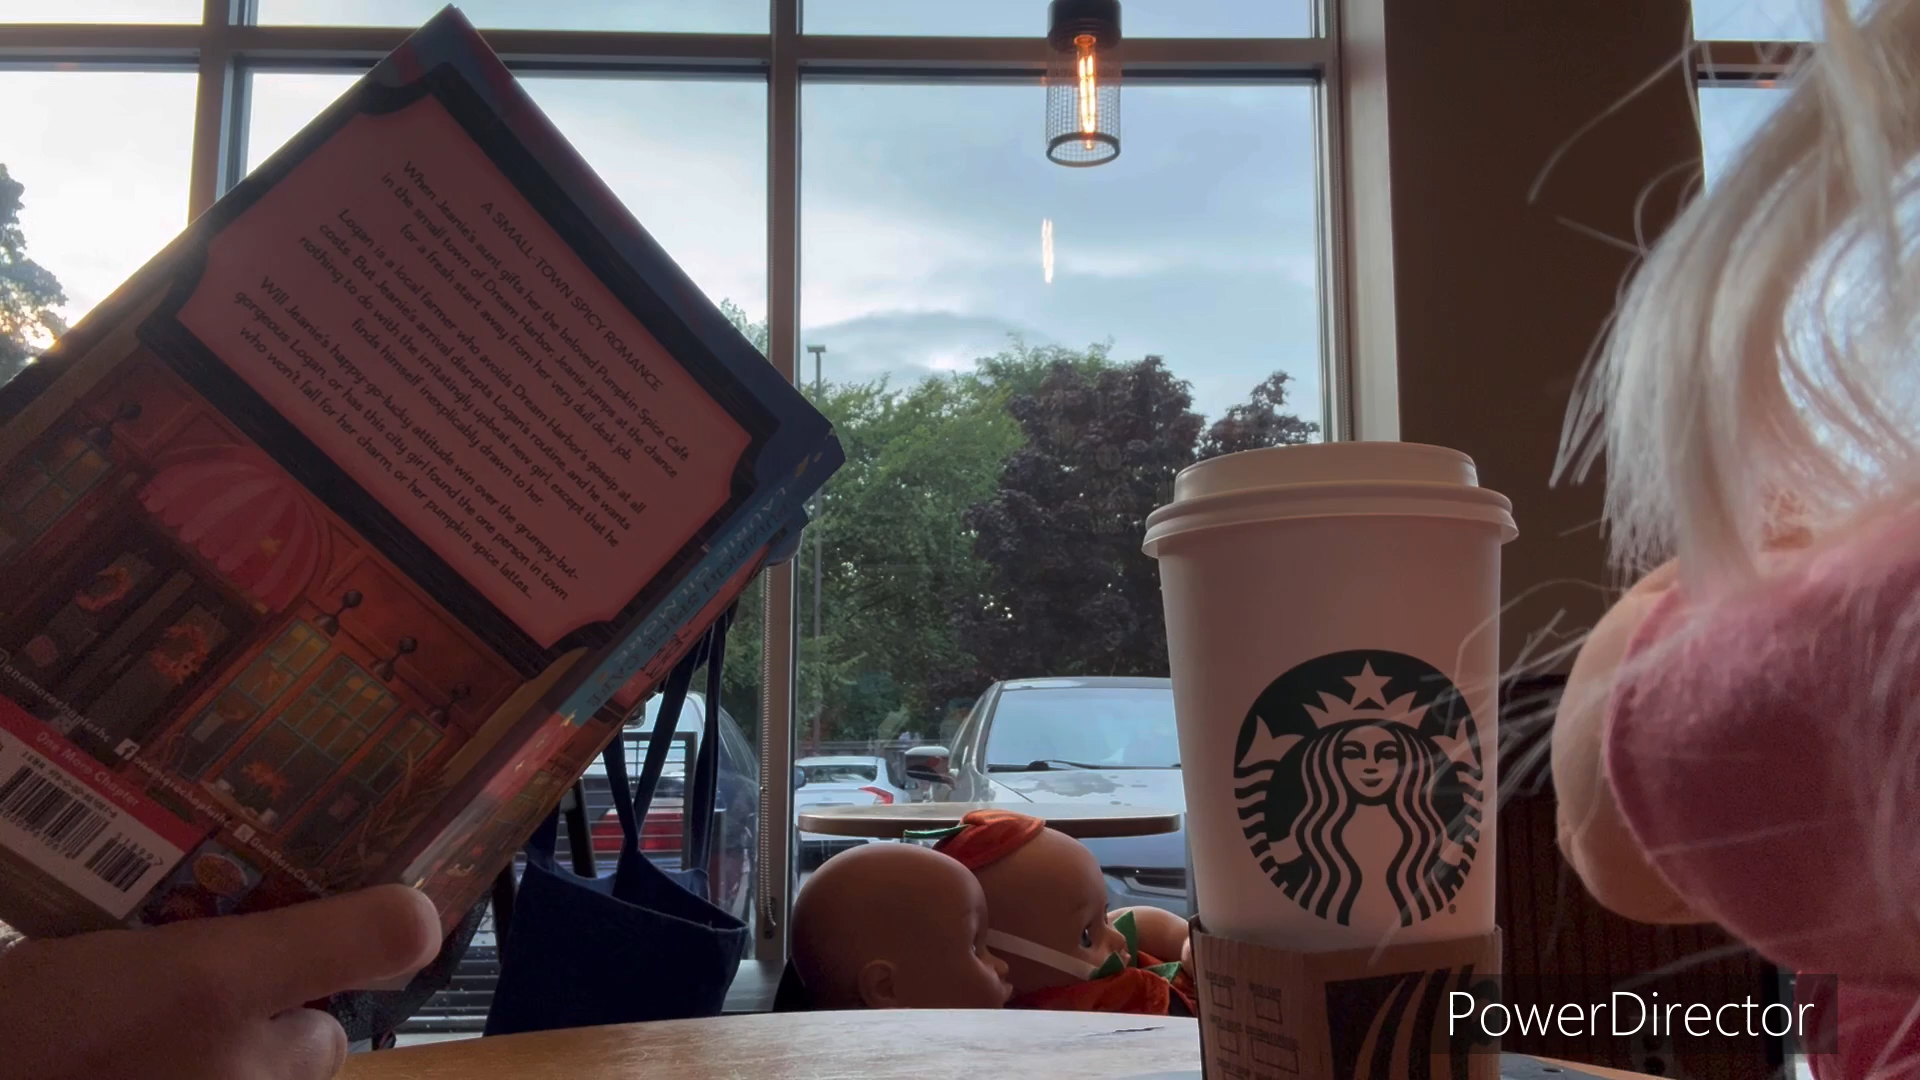 A SMALL-TOWN SPICY ROMANCE
When Jeanie's aunt gifts her the beloved Pumpkin Spice Café
in the small town of Dream Harbor, Jeanie jumps at the chance
for a fresh start away from her very dull desk job.
Logan is a local farmer who avoids Dream Harbor's gossip at all
costs. But Jeanie's arrival disrupts Logan's routine, and he wants
nothing to do with the irritatingly upbeat new girl, except that he
finds himself inexplicably drawn to her.
Will Jeanie's happy-go-lucky attitude win over the grumpy-but-
gorgeous Logan, or has this city girl found the one person in town
who won't fall for her charm, or her pumpkin spice lattes...
One More Chapter
PowerDirector